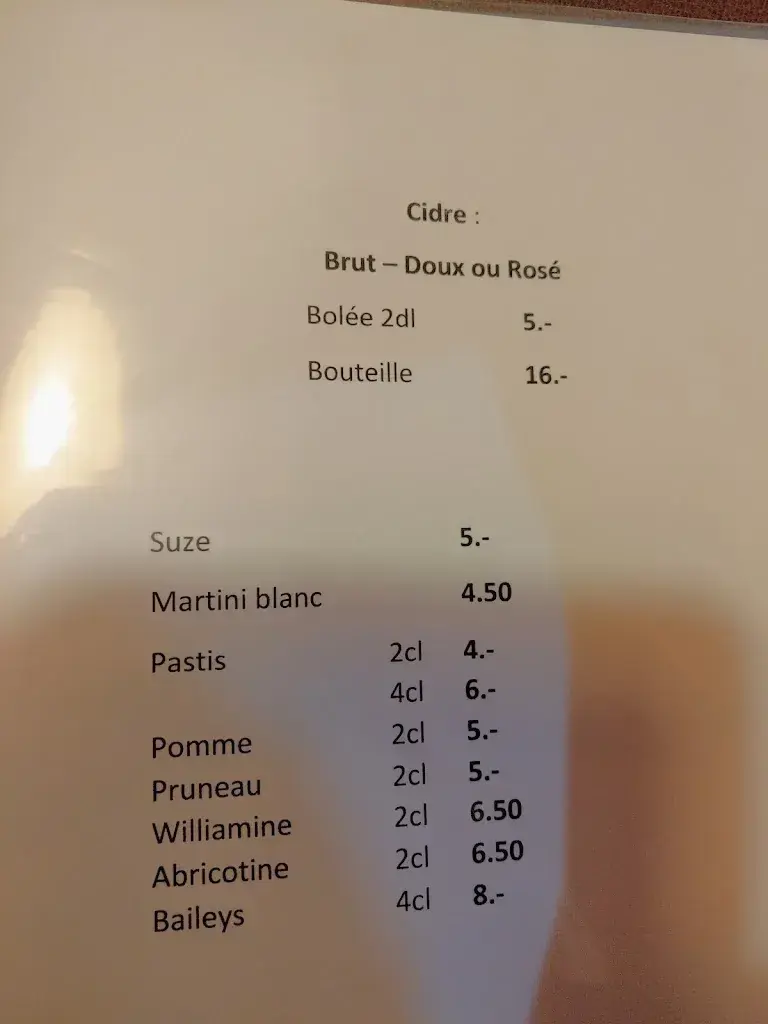 Cidre :
Brut – Doux ou Rosé
Bolée 2dl 5.-
Bouteille 16.-
Suze 5.-
Martini blanc 4.50
Pastis 2cl 4.-
4cl 6.-
Pomme 2cl 5.-
Pruneau 2cl 5.-
Williamine 2cl 6.50
Abricotine 2cl 6.50
Baileys 4cl 8.-